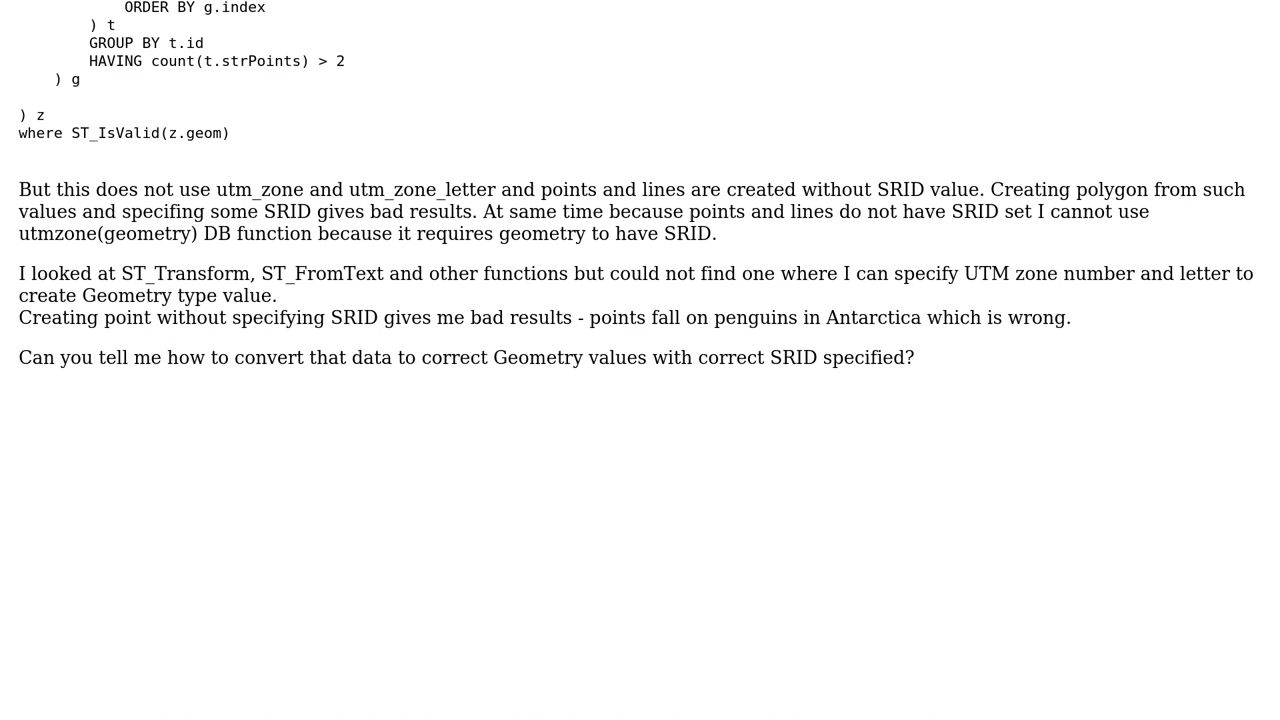 ORDER BY g.index
) t
GROUP BY t.id
HAVING count(t.strPoints) > 2
) g
) z
where ST_IsValid(z.geom)
But this does not use utm_zone and utm_zone_letter and points and lines are created without SRID value. Creating polygon from such
values and specifing some SRID gives bad results. At same time because points and lines do not have SRID set I cannot use
utmzone(geometry) DB function because it requires geometry to have SRID.
I looked at ST_Transform, ST_FromText and other functions but could not find one where I can specify UTM zone number and letter to
create Geometry type value.
Creating point without specifying SRID gives me bad results - points fall on penguins in Antarctica which is wrong.
Can you tell me how to convert that data to correct Geometry values with correct SRID specified?